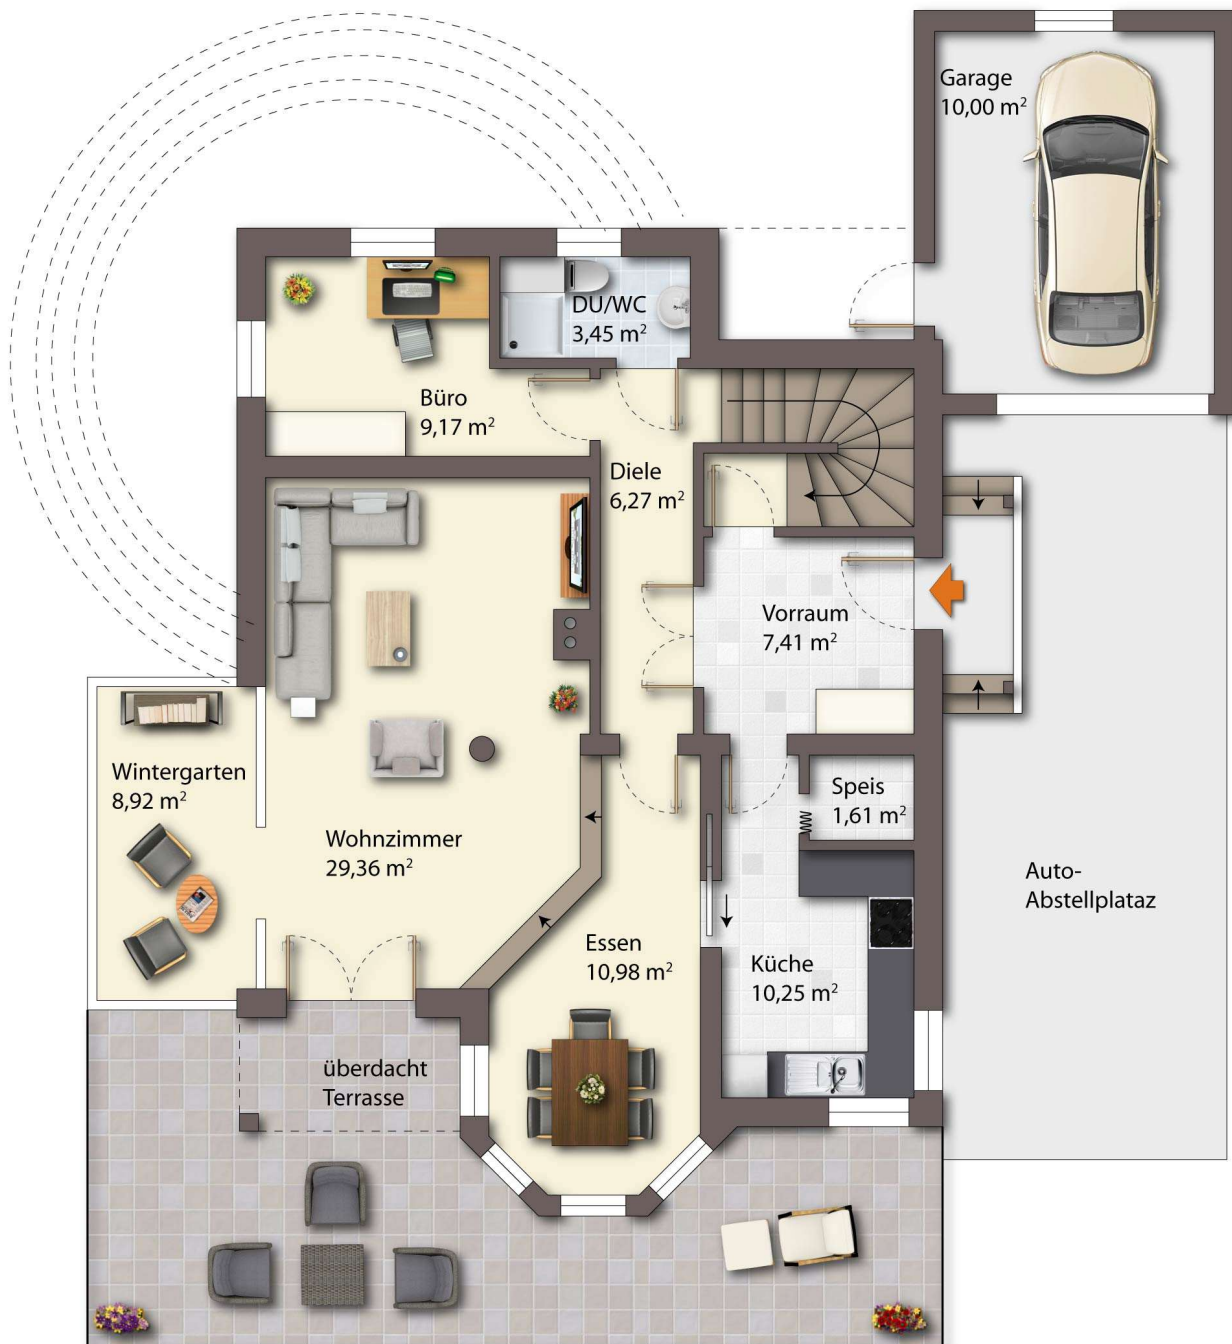 Garage
10,00 m²
DU/WC
3,45 m²
Büro
9,17 m²
Diele
6,27 m²
Vorraum
7,41 m²
Wintergarten
8,92 m²
Speis
1,61 m²
Wohnzimmer
29,36 m²
Auto-
Abstellplataz
Essen
10,98 m²
Küche
10,25 m²
überdacht
Terrasse